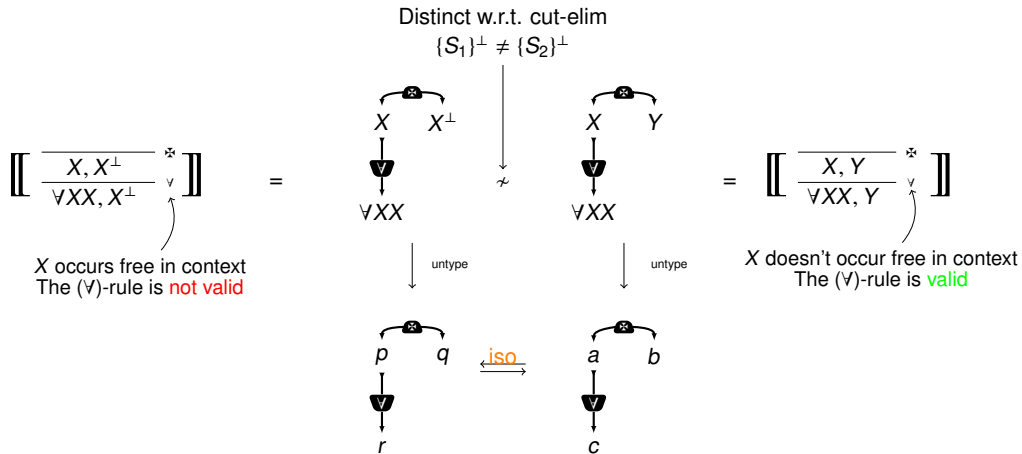 Distinct w.r.t. cut-elim
{S₁}^⊥ ≠ {S₂}^⊥
✠ ✠
X X^⊥ X Y
⟦ X, X^⊥ ✠ ⟧ = ∀ ≁ ∀ = ⟦ X, Y ✠ ⟧
∀XX, X^⊥ ∀ ∀XX, Y ∀
∀XX ∀XX
X occurs free in context
The (∀)-rule is not valid
untype untype
X doesn't occur free in context
The (∀)-rule is valid
✠ ✠
p q iso a b
∀ ∀
r c